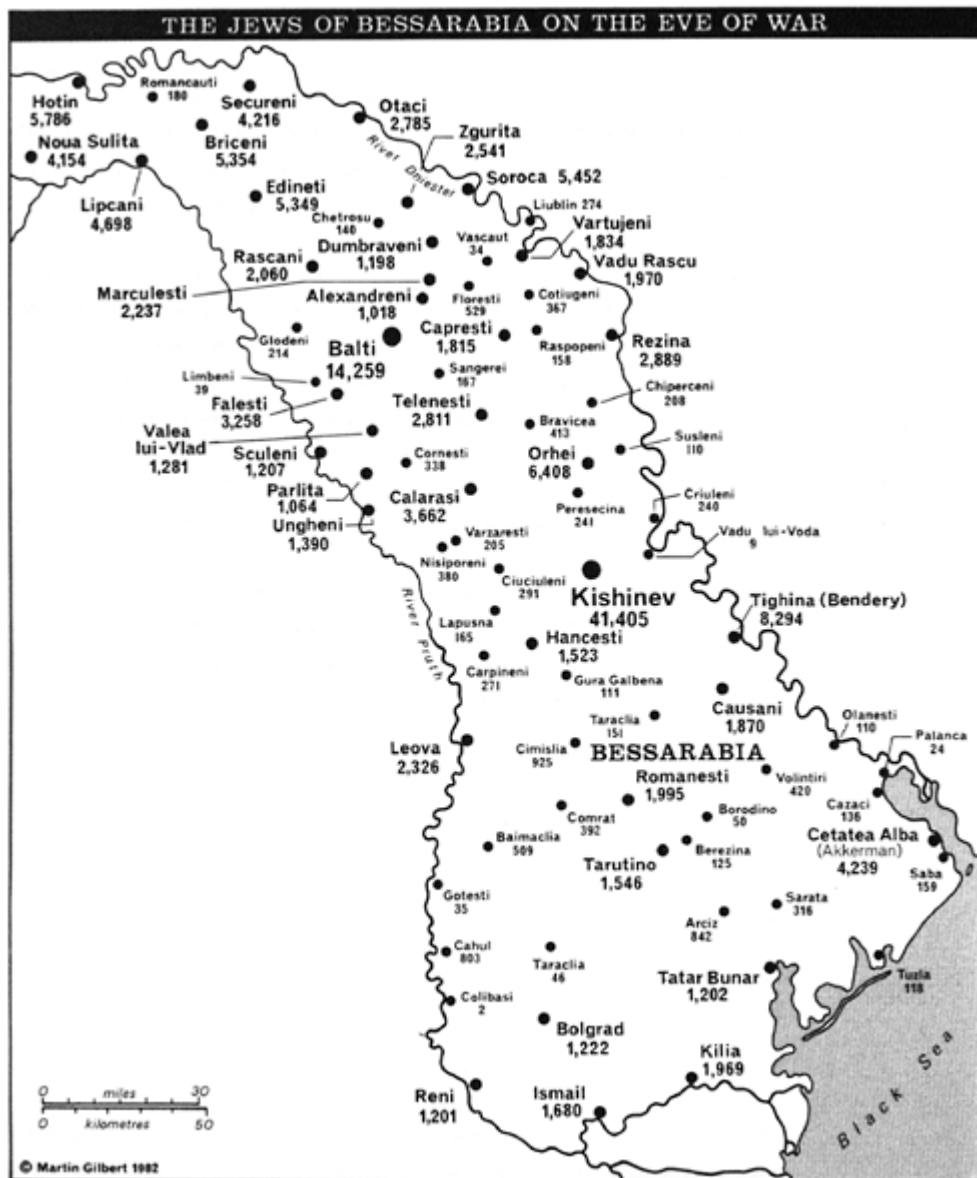 THE JEWS OF BESSARABIA ON THE EVE OF WAR
Hotin
5,786
Romancauti
180
Secureni
4,216
Otaci
2,785
Noua Sulita
4,154
Briceni
5,354
Zgurita
2,541
River Dniester
Soroca 5,452
Lipcani
4,698
Edineti
5,349
Liublin 274
Chetrosu
140
Vartujeni
1,834
Dumbraveni
1,198
Vascaut
34
Rascani
2,060
Vadu Rascu
1,970
Marculesti
2,237
Alexandreni
1,018
Floresti
529
Cotiugeni
367
Glodeni
214
Balti
14,259
Capresti
1,815
Raspopeni
158
Rezina
2,889
Limbeni
39
Sangerei
167
Falesti
3,258
Telenesti
2,811
Chiperceni
208
Bravicea
413
Valea
lui-Vlad
1,281
Sculeni
1,207
Cornesti
338
Orhei
6,408
Susleni
110
Parlita
1,064
Calarasi
3,662
Peresecina
241
Criuleni
240
Ungheni
1,390
Varzaresti
205
Vadu lui-Voda
9
Nisiporeni
380
Ciuciuleni
291
Kishinev
41,405
Tighina (Bendery)
8,294
River Pruth
Lapusna
165
Hancesti
1,523
Carpineni
271
Gura Galbena
111
Causani
1,870
Taraclia
151
Olanesti
110
Leova
2,326
Cimislia
925
BESSARABIA
Palanca
24
Romanesti
1,995
Volintiri
420
Cazaci
136
Comrat
392
Borodino
50
Baimaclia
509
Tarutino
1,546
Berezina
125
Cetatea Alba
(Akkerman)
4,239
Saba
159
Gotesti
35
Sarata
316
Arciz
842
Cahul
803
Taraclia
46
Tatar Bunar
1,202
Tuzla
118
Colibasi
2
Bolgrad
1,222
Kilia
1,969
Black Sea
Reni
1,201
Ismail
1,680
0 miles 30
0 kilometres 50
© Martin Gilbert 1982